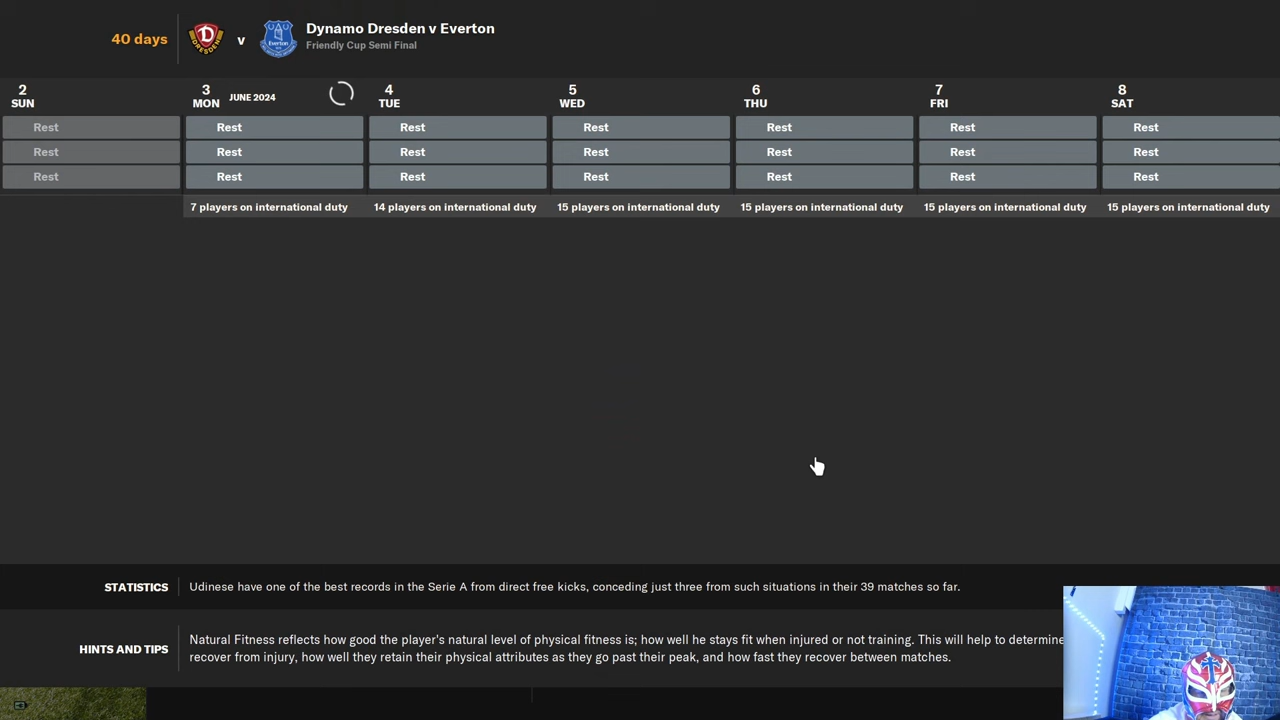 40 days
v
Dynamo Dresden v Everton
Friendly Cup Semi Final
2
SUN
3
MON
JUNE 2024
4
TUE
5
WED
6
THU
7
FRI
8
SAT
Rest Rest Rest Rest Rest Rest Rest
Rest Rest Rest Rest Rest Rest Rest
Rest Rest Rest Rest Rest Rest Rest
7 players on international duty
14 players on international duty
15 players on international duty
15 players on international duty
15 players on international duty
15 players on international duty
STATISTICS
Udinese have one of the best records in the Serie A from direct free kicks, conceding just three from such situations in their 39 matches so far.
HINTS AND TIPS
Natural Fitness reflects how good the player's natural level of physical fitness is; how well he stays fit when injured or not training. This will help to determine
recover from injury, how well they retain their physical attributes as they go past their peak, and how fast they recover between matches.